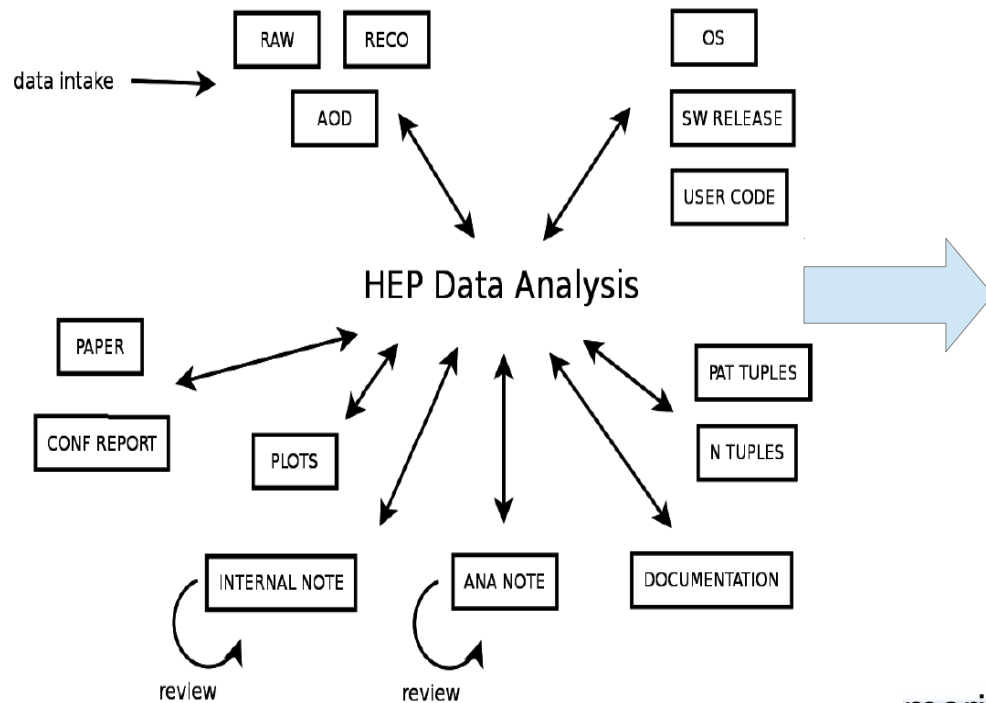 RAW
RECO
OS
data intake
AOD
SW RELEASE
USER CODE
HEP Data Analysis
PAPER
PAT TUPLES
CONF REPORT
PLOTS
N TUPLES
INTERNAL NOTE
ANA NOTE
DOCUMENTATION
review
review